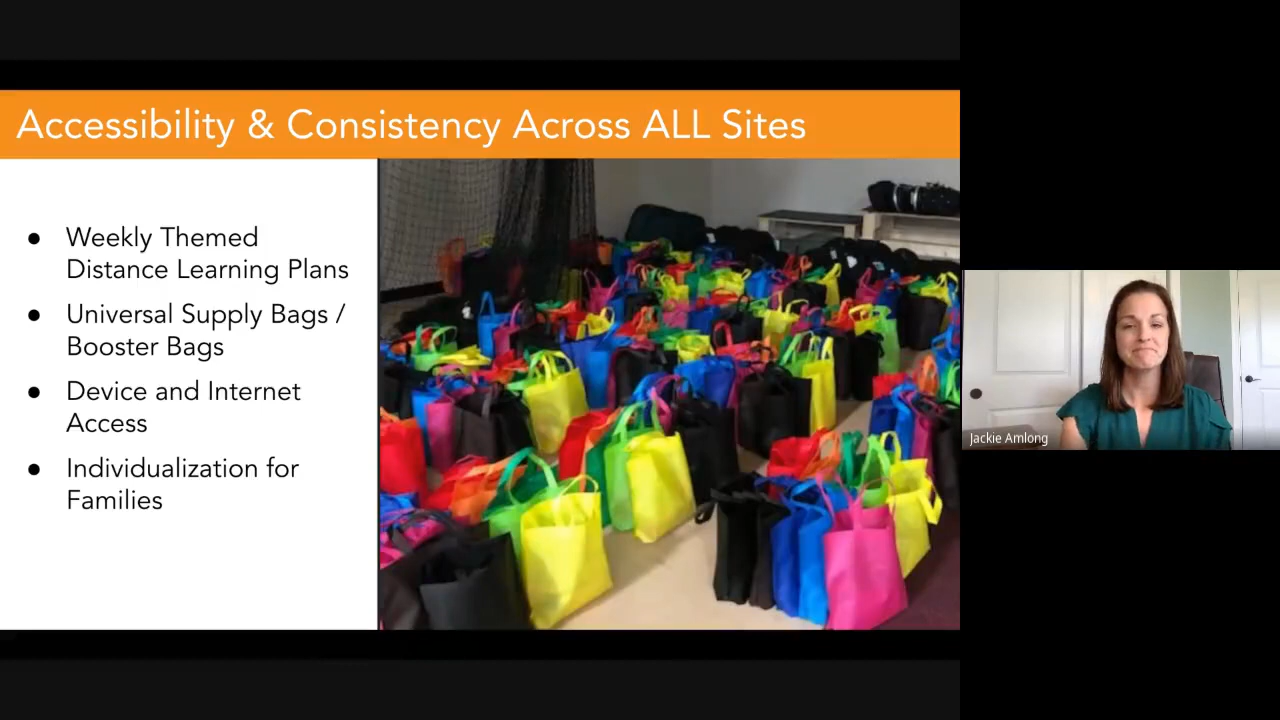 Accessibility & Consistency Across ALL Sites
● Weekly Themed
Distance Learning Plans
● Universal Supply Bags /
Booster Bags
● Device and Internet
Access
● Individualization for
Families
Jackie Amlong